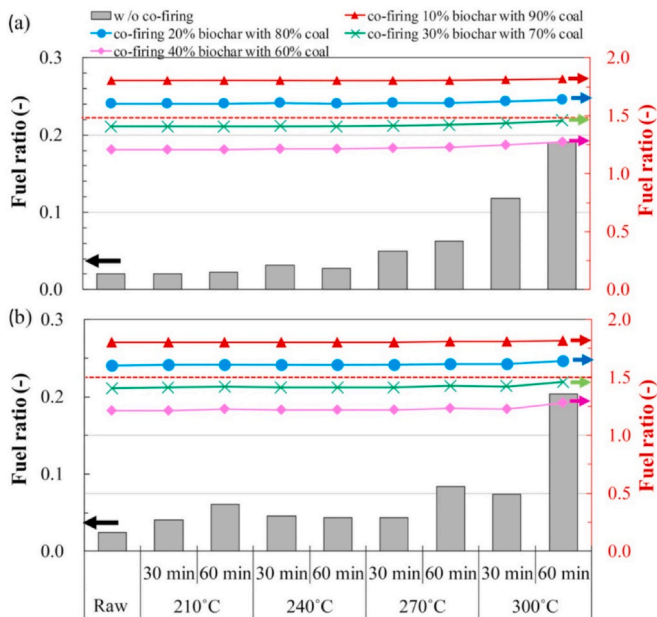 (a)
w/o co-firing
co-firing 10% biochar with 90% coal
co-firing 20% biochar with 80% coal
co-firing 30% biochar with 70% coal
co-firing 40% biochar with 60% coal
0.3
0.2
0.1
0.0
Fuel ratio (-)
2.0
1.5
1.0
0.5
0.0
Fuel ratio (-)
(b)
0.3
0.2
0.1
0.0
Fuel ratio (-)
2.0
1.5
1.0
0.5
0.0
Fuel ratio (-)
30 min 60 min 30 min 60 min 30 min 60 min 30 min 60 min
Raw 210°C 240°C 270°C 300°C